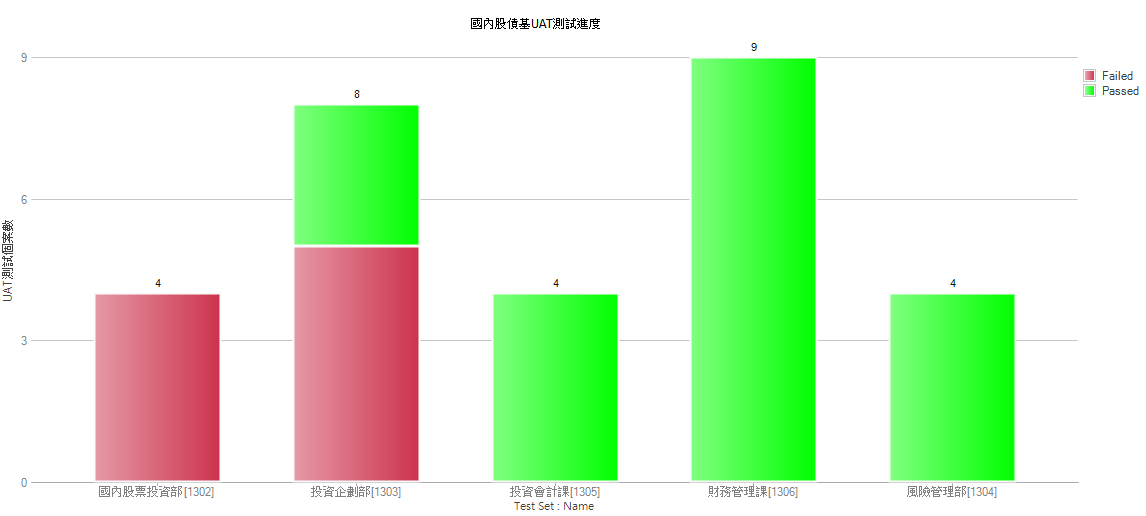 國內股債基UAT測試進度
9
6
3
0
UAT測試個案數
4
8
4
9
4
Failed
Passed
國內股票投資部[1302]
投資企劃部[1303]
投資會計課[1305]
財務管理課[1306]
風險管理部[1304]
Test Set : Name